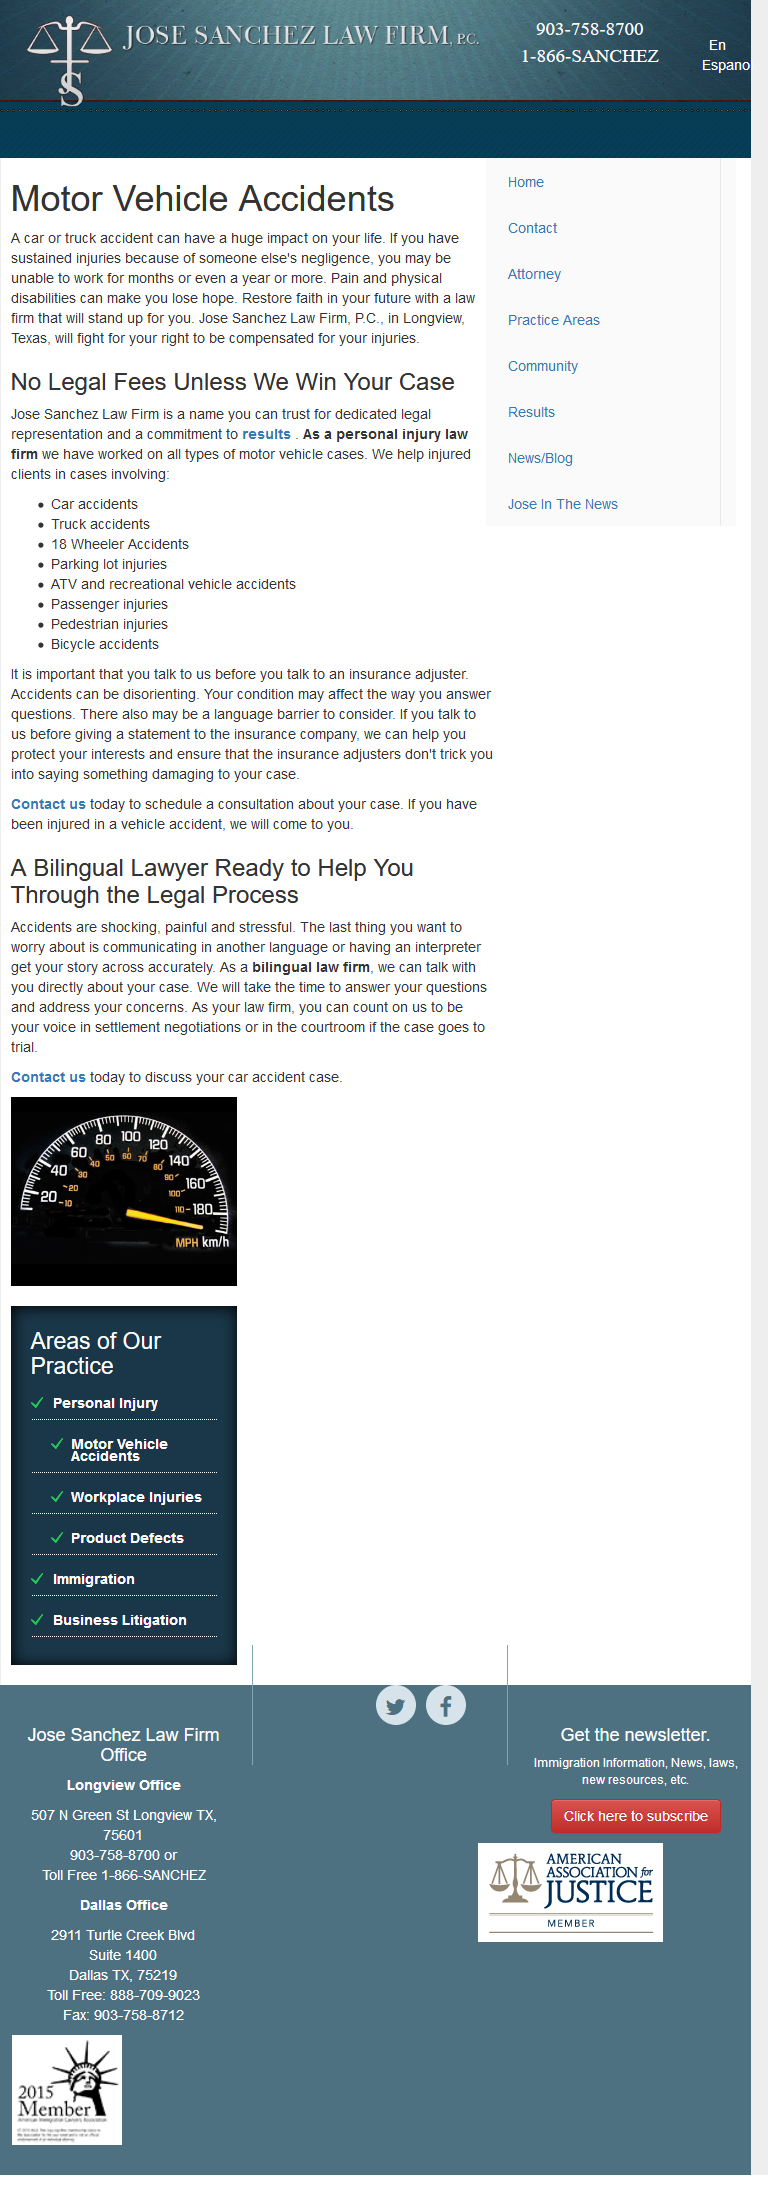 JOSE SANCHEZ LAW FIRM, P.C.
903-758-8700
1-866-SANCHEZ
En
Espano
Motor Vehicle Accidents
A car or truck accident can have a huge impact on your life. If you have
sustained injuries because of someone else's negligence, you may be
unable to work for months or even a year or more. Pain and physical
disabilities can make you lose hope. Restore faith in your future with a law
firm that will stand up for you. Jose Sanchez Law Firm, P.C., in Longview,
Texas, will fight for your right to be compensated for your injuries.
No Legal Fees Unless We Win Your Case
Jose Sanchez Law Firm is a name you can trust for dedicated legal
representation and a commitment to results . As a personal injury law
firm we have worked on all types of motor vehicle cases. We help injured
clients in cases involving:
Car accidents
Truck accidents
18 Wheeler Accidents
Parking lot injuries
ATV and recreational vehicle accidents
Passenger injuries
Pedestrian injuries
Bicycle accidents
It is important that you talk to us before you talk to an insurance adjuster.
Accidents can be disorienting. Your condition may affect the way you answer
questions. There also may be a language barrier to consider. If you talk to
us before giving a statement to the insurance company, we can help you
protect your interests and ensure that the insurance adjusters don't trick you
into saying something damaging to your case.
Contact us today to schedule a consultation about your case. If you have
been injured in a vehicle accident, we will come to you.
A Bilingual Lawyer Ready to Help You
Through the Legal Process
Accidents are shocking, painful and stressful. The last thing you want to
worry about is communicating in another language or having an interpreter
get your story across accurately. As a bilingual law firm, we can talk with
you directly about your case. We will take the time to answer your questions
and address your concerns. As your law firm, you can count on us to be
your voice in settlement negotiations or in the courtroom if the case goes to
trial.
Contact us today to discuss your car accident case.
Home
Contact
Attorney
Practice Areas
Community
Results
News/Blog
Jose In The News
20 40 60 80 100 120 140 160 180
10 20 30 40 50 60 70 80 90 100 110
MPH km/h
Areas of Our
Practice
Personal Injury
Motor Vehicle
Accidents
Workplace Injuries
Product Defects
Immigration
Business Litigation
Jose Sanchez Law Firm
Office
Longview Office
507 N Green St Longview TX,
75601
903-758-8700 or
Toll Free 1-866-SANCHEZ
Dallas Office
2911 Turtle Creek Blvd
Suite 1400
Dallas TX, 75219
Toll Free: 888-709-9023
Fax: 903-758-8712
2015
Member
American Immigration Lawyers Association
Get the newsletter.
Immigration Information, News, laws,
new resources, etc.
Click here to subscribe
AMERICAN
ASSOCIATION for
JUSTICE
MEMBER